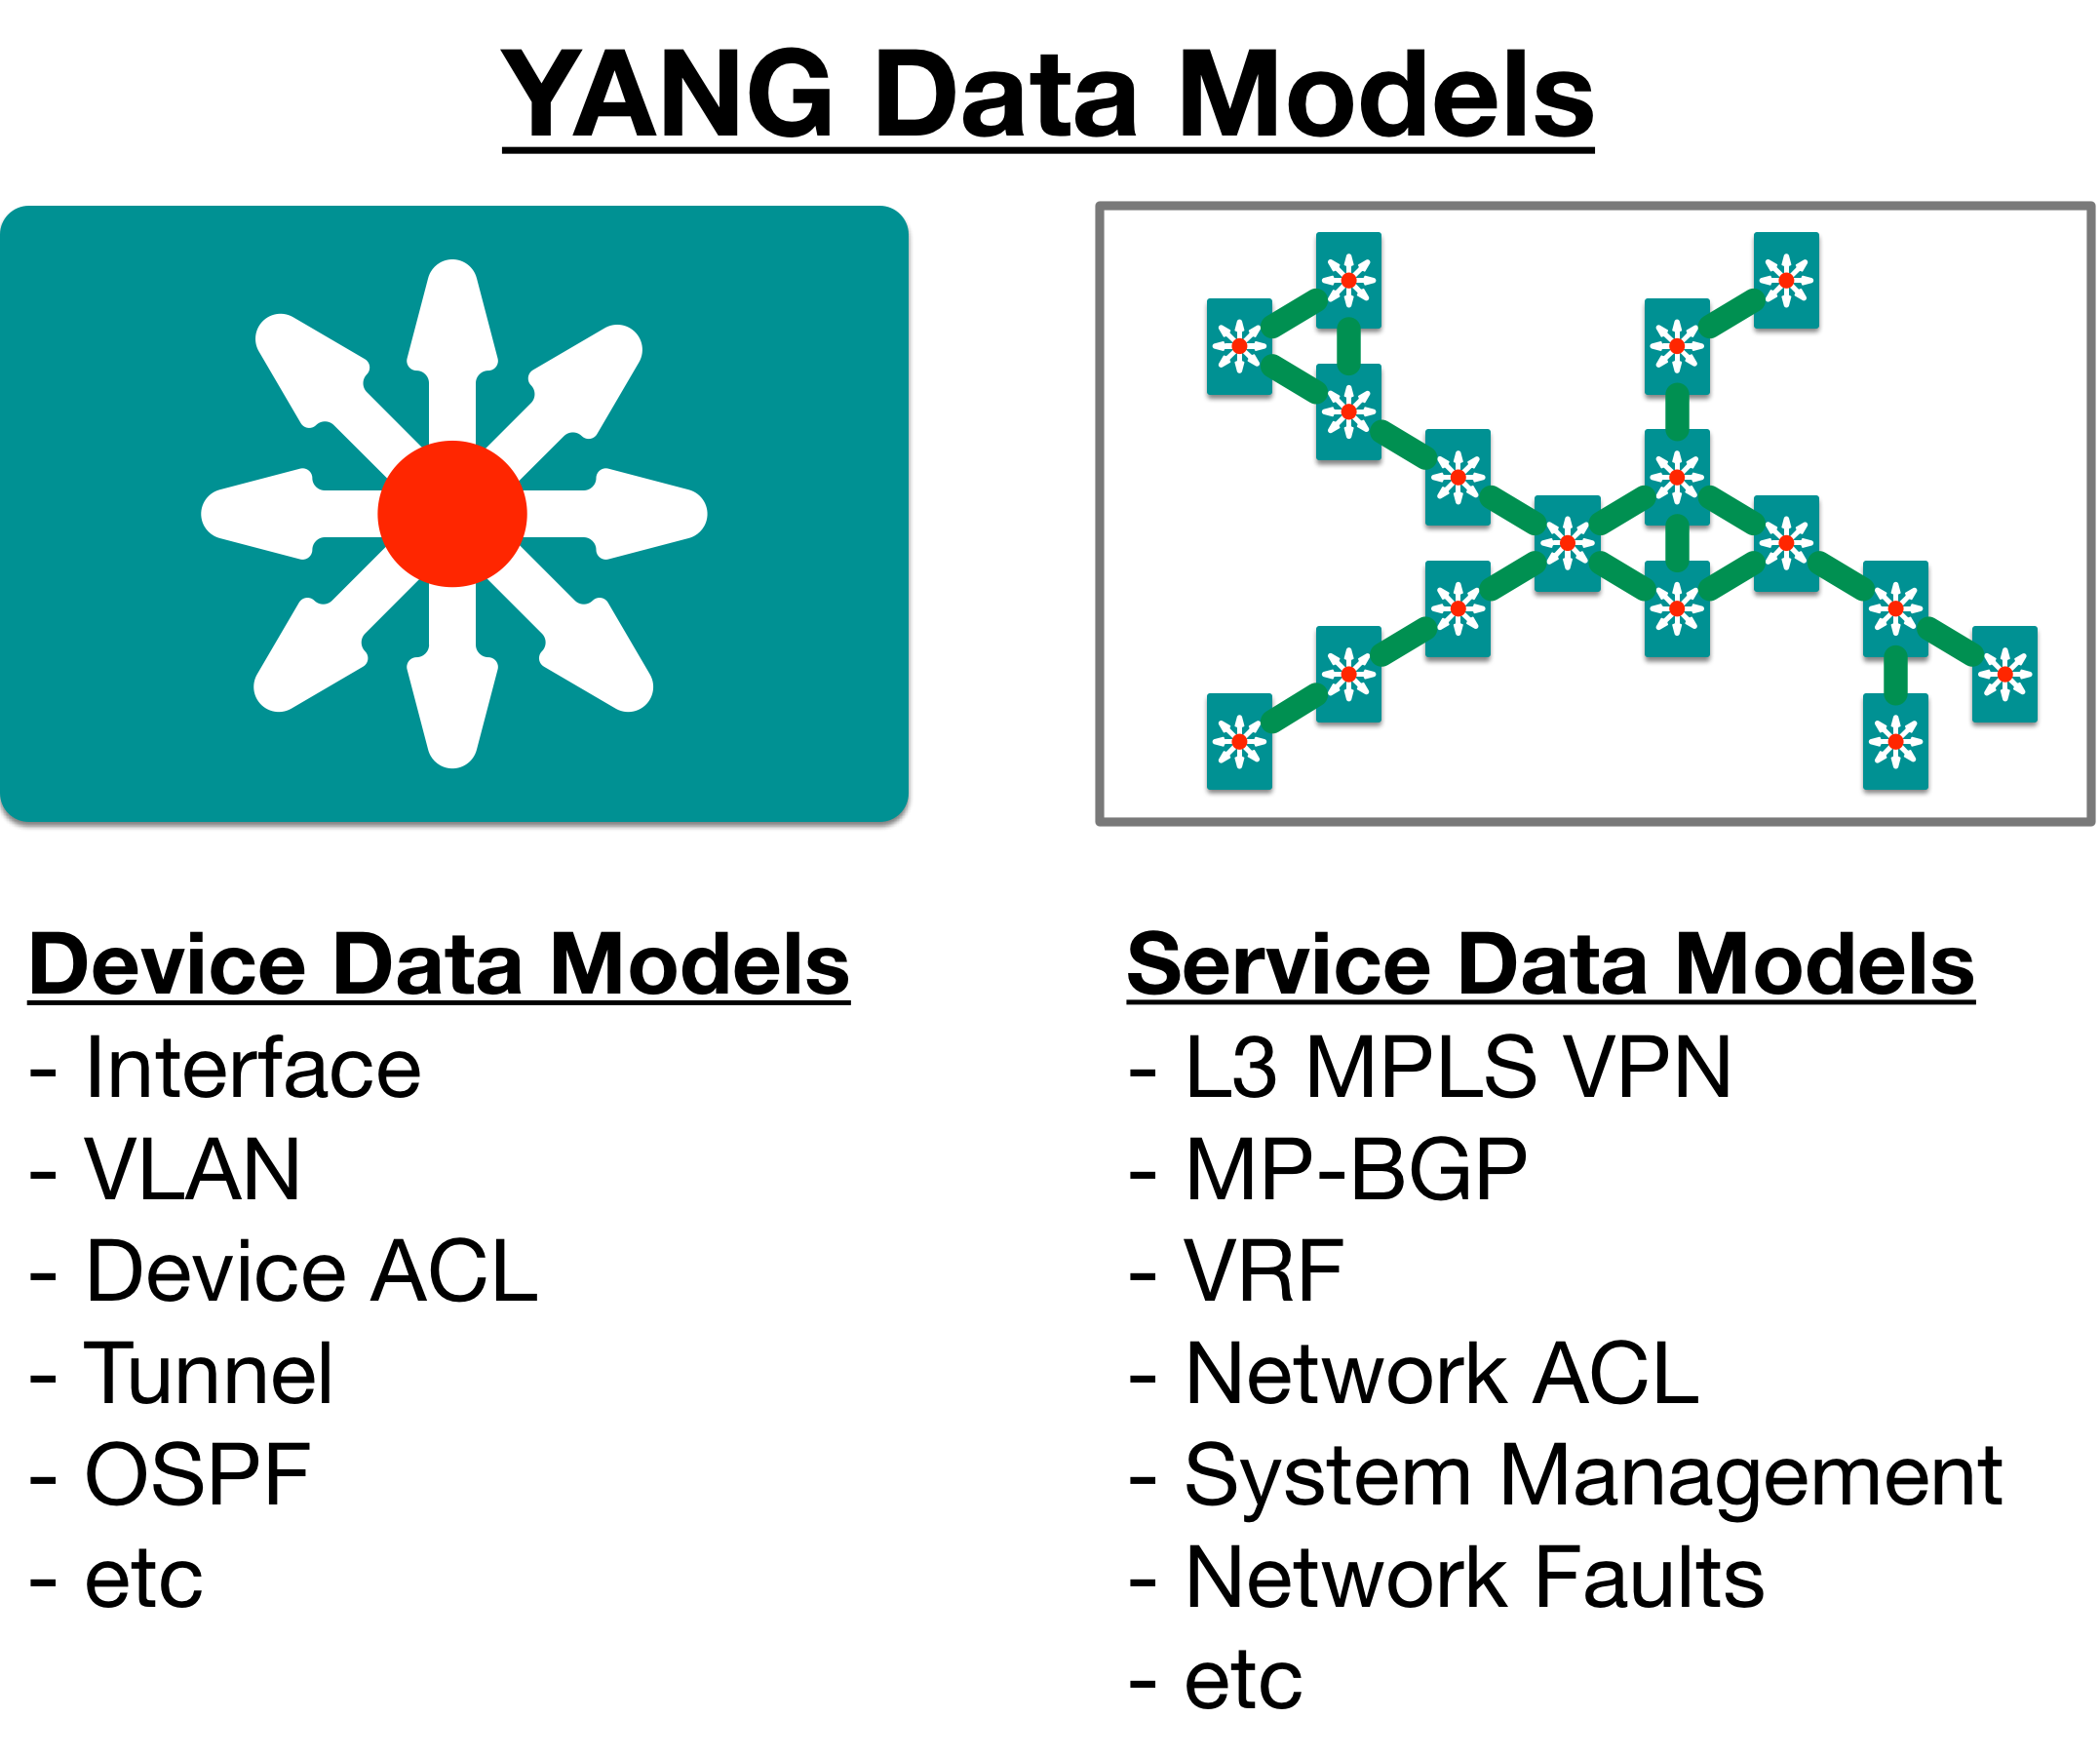 YANG Data Models
Device Data Models
- Interface
- VLAN
- Device ACL
- Tunnel
- OSPF
- etc
Service Data Models
- L3 MPLS VPN
- MP-BGP
- VRF
- Network ACL
- System Management
- Network Faults
- etc